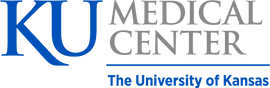 KU MEDICAL
CENTER
The University of Kansas